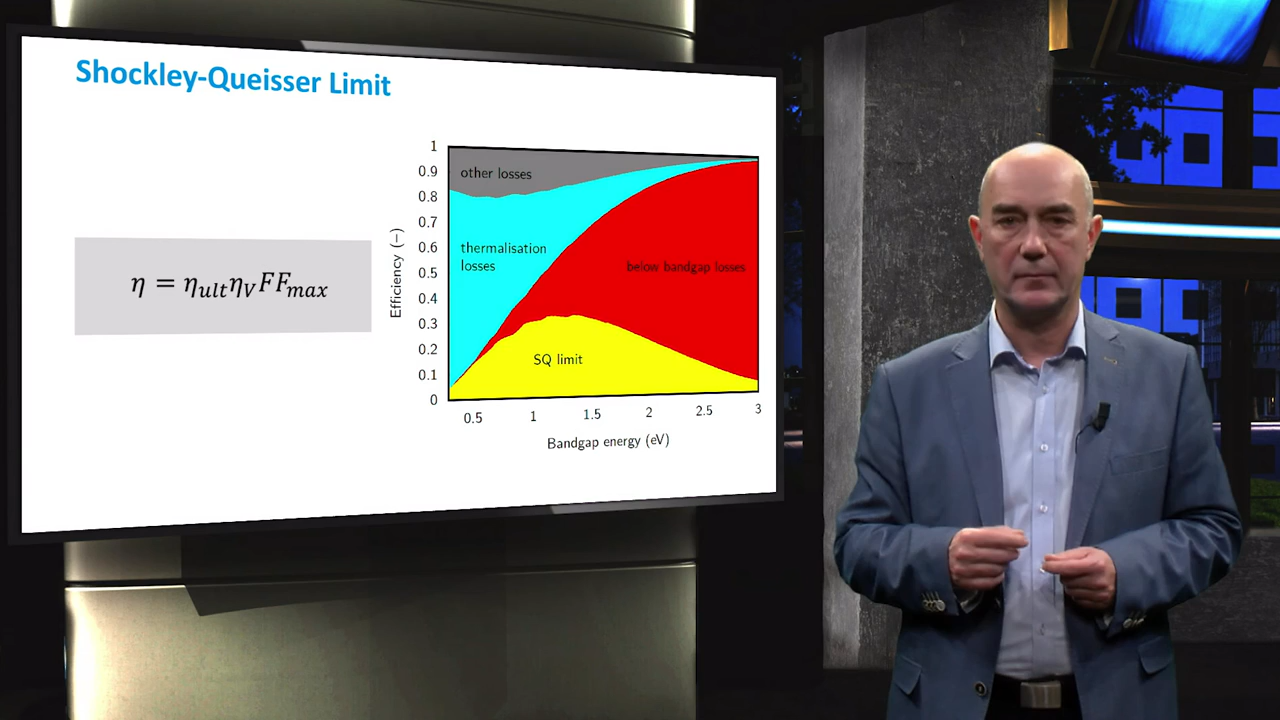 Shockley-Queisser Limit
η = η_ult η_V FF_max
1
0.9
0.8
0.7
0.6
0.5
0.4
0.3
0.2
0.1
0
Efficiency (−)
other losses
thermalisation
losses
below bandgap losses
SQ limit
0.5 1 1.5 2 2.5 3
Bandgap energy (eV)